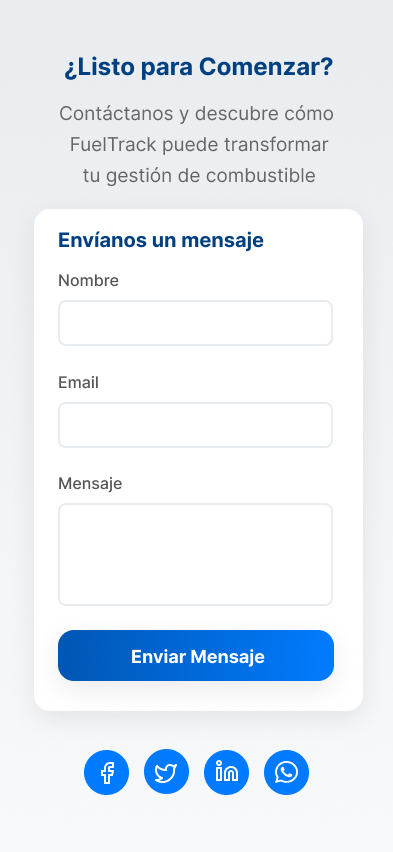 ¿Listo para Comenzar?
Contáctanos y descubre cómo
FuelTrack puede transformar
tu gestión de combustible
Envíanos un mensaje
Nombre
Email
Mensaje
Enviar Mensaje